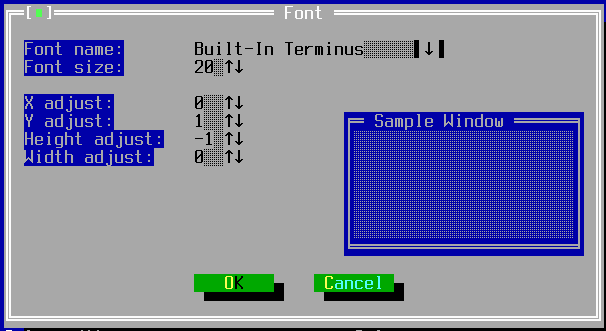 Font
Font name: Built-In Terminus
Font size: 20
X adjust: 0
Y adjust: 1
Height adjust: -1
Width adjust: 0
Sample Window
OK Cancel